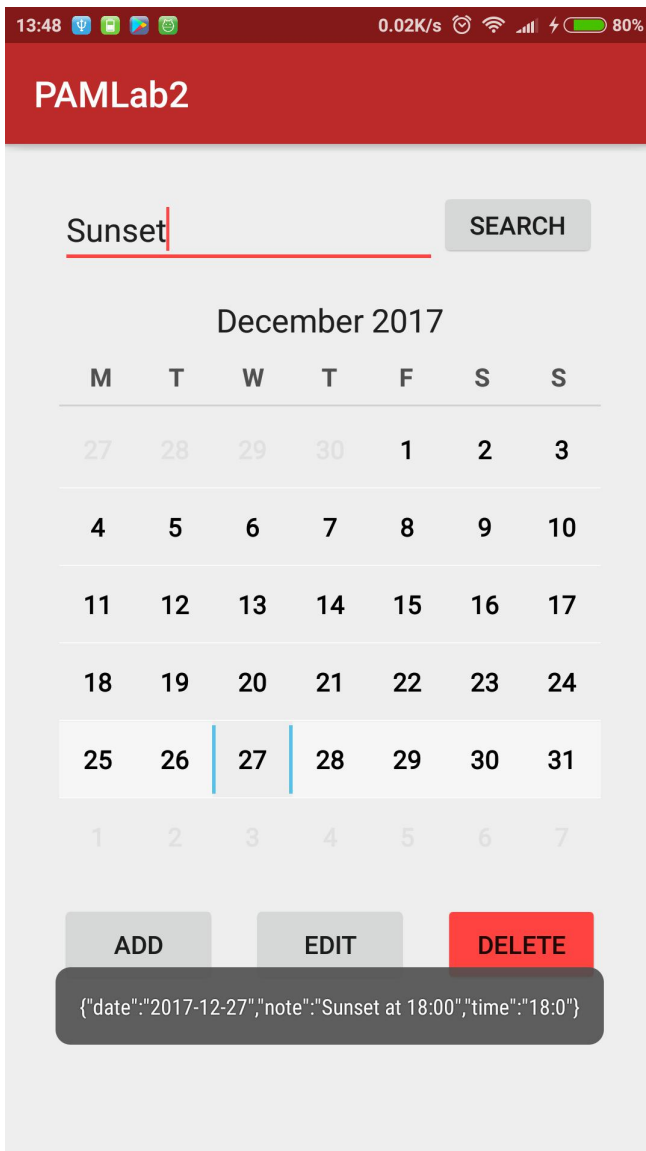 13:48 0.02K/s 80%
PAMLab2
Sunset SEARCH
December 2017
M T W T F S S
27 28 29 30 1 2 3
4 5 6 7 8 9 10
11 12 13 14 15 16 17
18 19 20 21 22 23 24
25 26 27 28 29 30 31
1 2 3 4 5 6 7
ADD EDIT DELETE
{"date":"2017-12-27","note":"Sunset at 18:00","time":"18:0"}